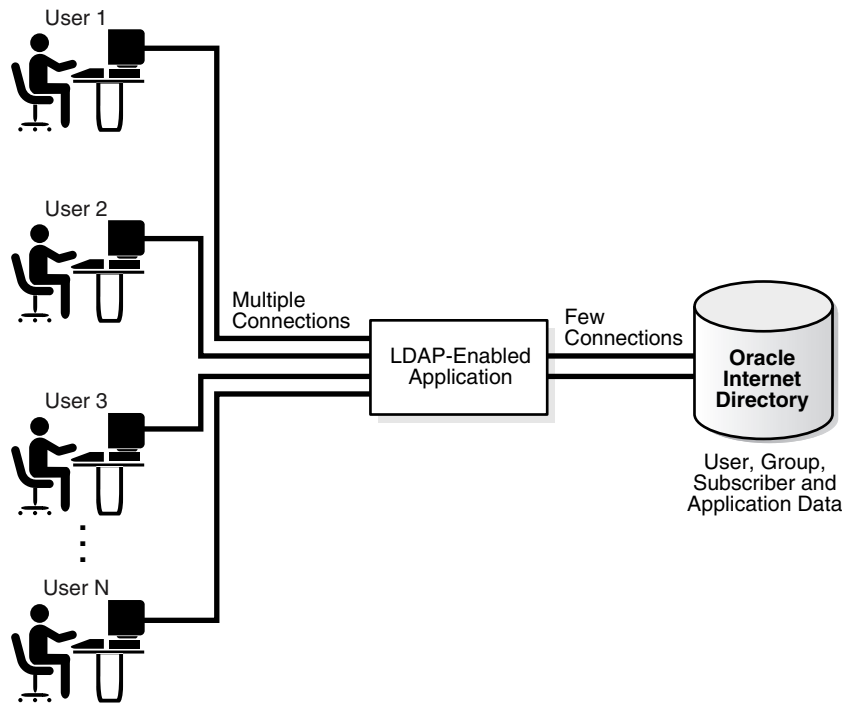 User 1
User 2
Multiple
Connections
LDAP-Enabled
Application
Few
Connections
Oracle
Internet
Directory
User, Group,
Subscriber and
Application Data
User 3
User N